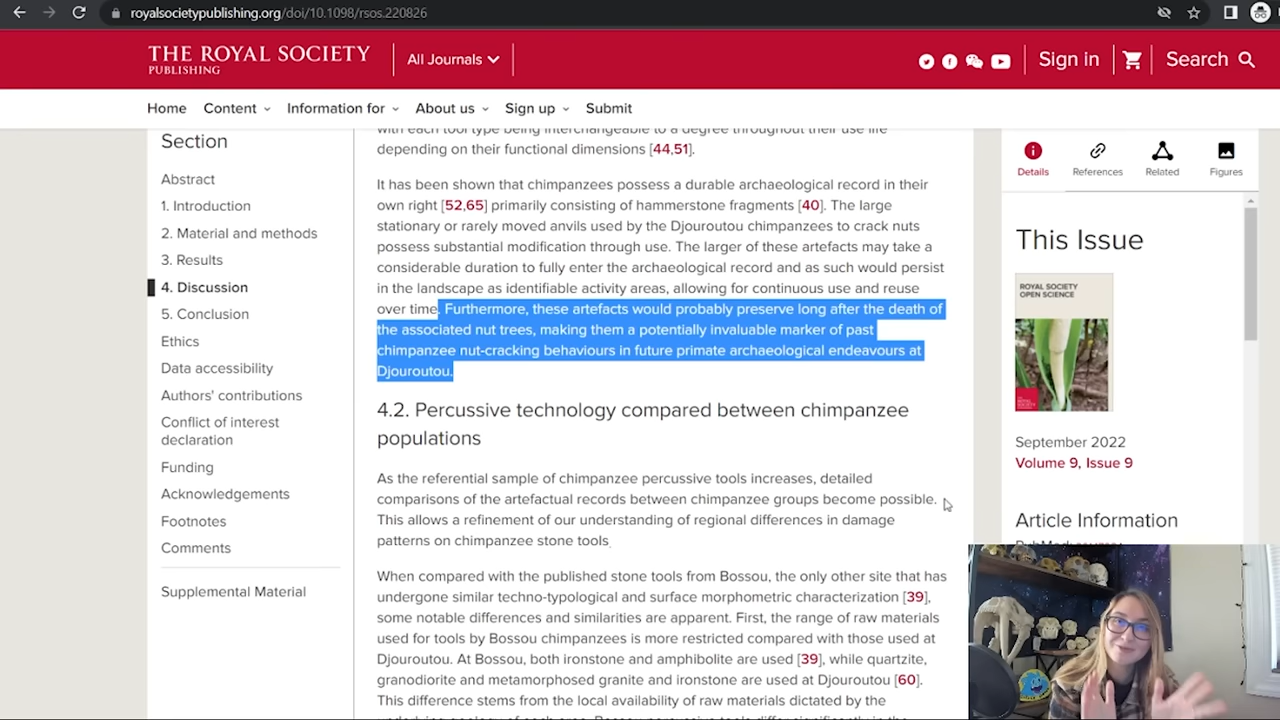 royalsocietypublishing.org/doi/10.1098/rsos.220826
THE ROYAL SOCIETY
PUBLISHING
All Journals
Sign in
Search
Home
Content
Information for
About us
Sign up
Submit
Section
Abstract
1. Introduction
2. Material and methods
3. Results
4. Discussion
5. Conclusion
Ethics
Data accessibility
Authors' contributions
Conflict of interest
declaration
Funding
Acknowledgements
Footnotes
Comments
Supplemental Material
with each tool type being interchangeable to a degree throughout their use life
depending on their functional dimensions [44,51].
It has been shown that chimpanzees possess a durable archaeological record in their
own right [52,65] primarily consisting of hammerstone fragments [40]. The large
stationary or rarely moved anvils used by the Djouroutou chimpanzees to crack nuts
possess substantial modification through use. The larger of these artefacts may take a
considerable duration to fully enter the archaeological record and as such would persist
in the landscape as identifiable activity areas, allowing for continuous use and reuse
over time. Furthermore, these artefacts would probably preserve long after the death of
the associated nut trees, making them a potentially invaluable marker of past
chimpanzee nut-cracking behaviours in future primate archaeological endeavours at
Djouroutou.
4.2. Percussive technology compared between chimpanzee
populations
As the referential sample of chimpanzee percussive tools increases, detailed
comparisons of the artefactual records between chimpanzee groups become possible.
This allows a refinement of our understanding of regional differences in damage
patterns on chimpanzee stone tools.
When compared with the published stone tools from Bossou, the only other site that has
undergone similar techno-typological and surface morphometric characterization [39],
some notable differences and similarities are apparent. First, the range of raw materials
used for tools by Bossou chimpanzees is more restricted compared with those used at
Djouroutou. At Bossou, both ironstone and amphibolite are used [39], while quartzite,
granodiorite and metamorphosed granite and ironstone are used at Djouroutou [60].
This difference stems from the local availability of raw materials dictated by the
Details
References
Related
Figures
This Issue
ROYAL SOCIETY
OPEN SCIENCE
September 2022
Volume 9, Issue 9
Article Information